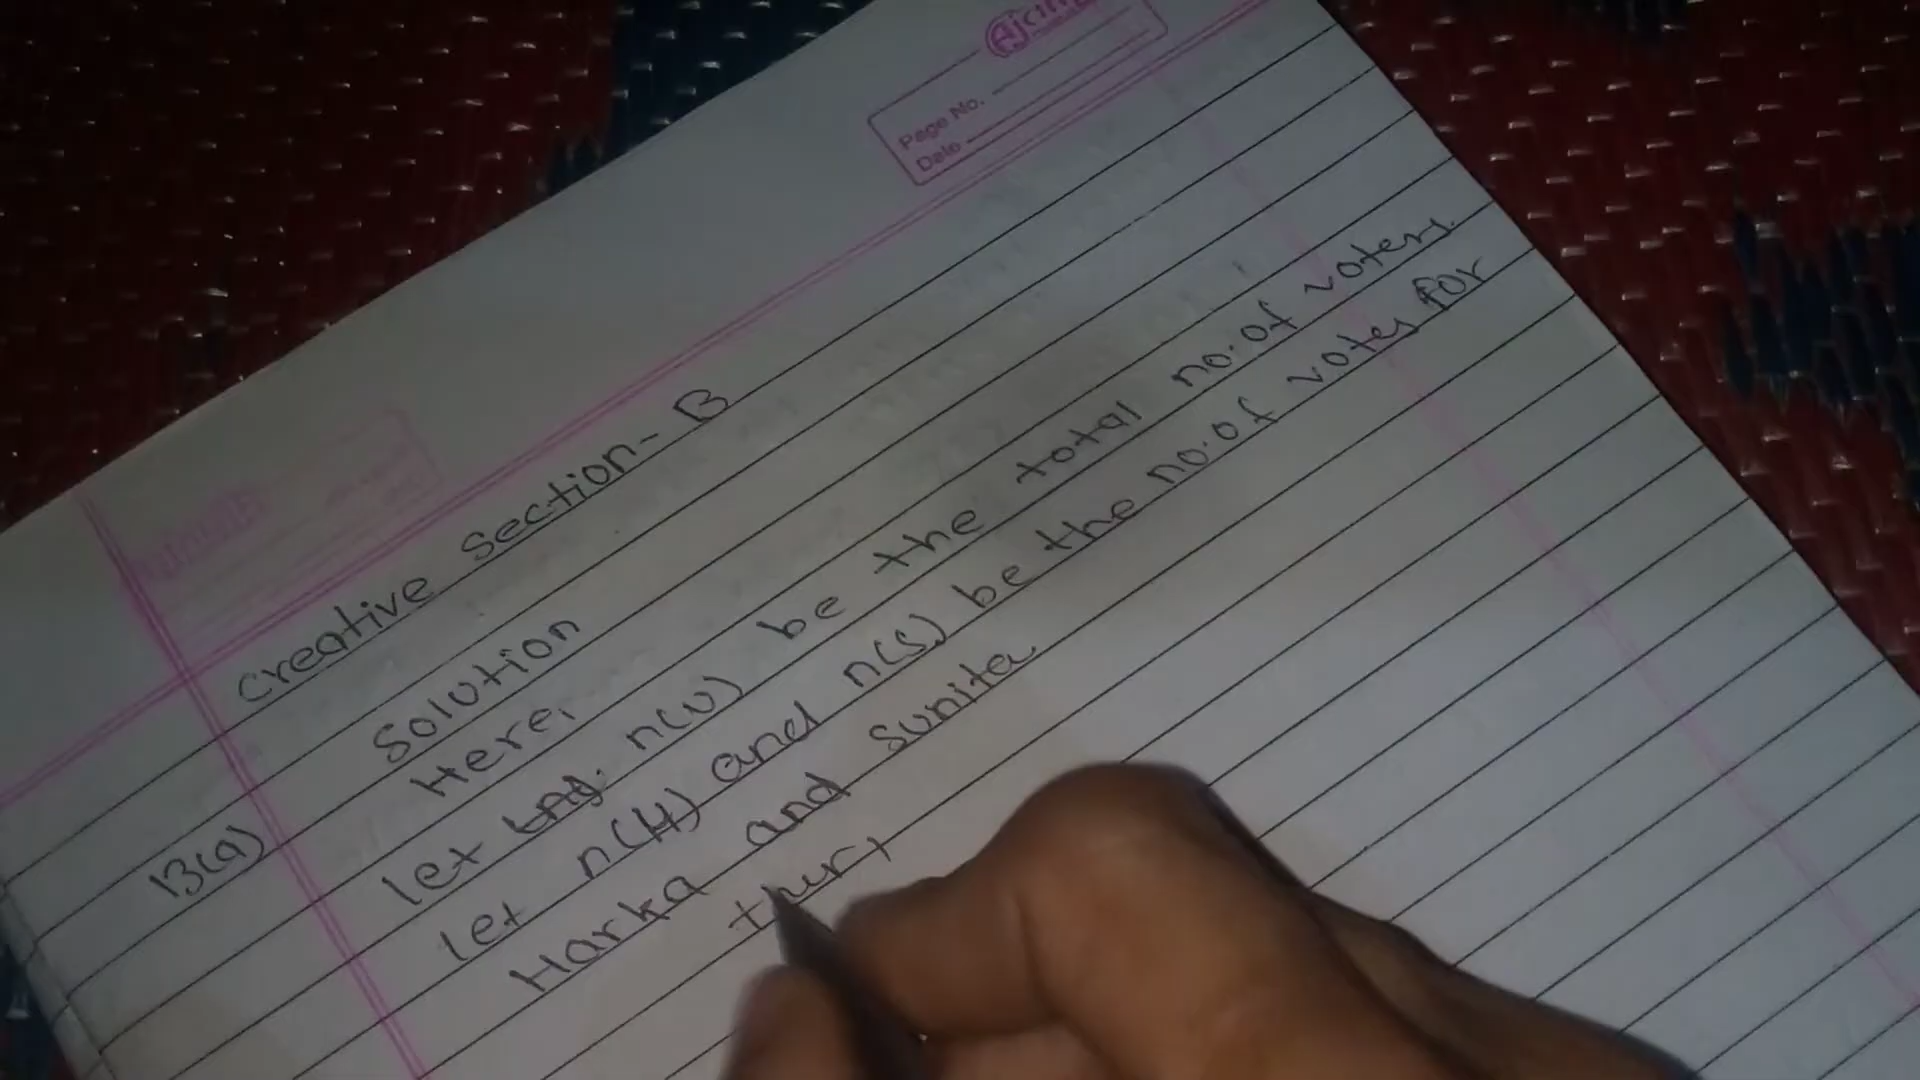 Page No.
Date
Creative Section-B
13(a)
Solution
Here,
let n(U) be the total no. of voters.
let n(H) and n(S) be the no. of votes for
Harka and Sunita